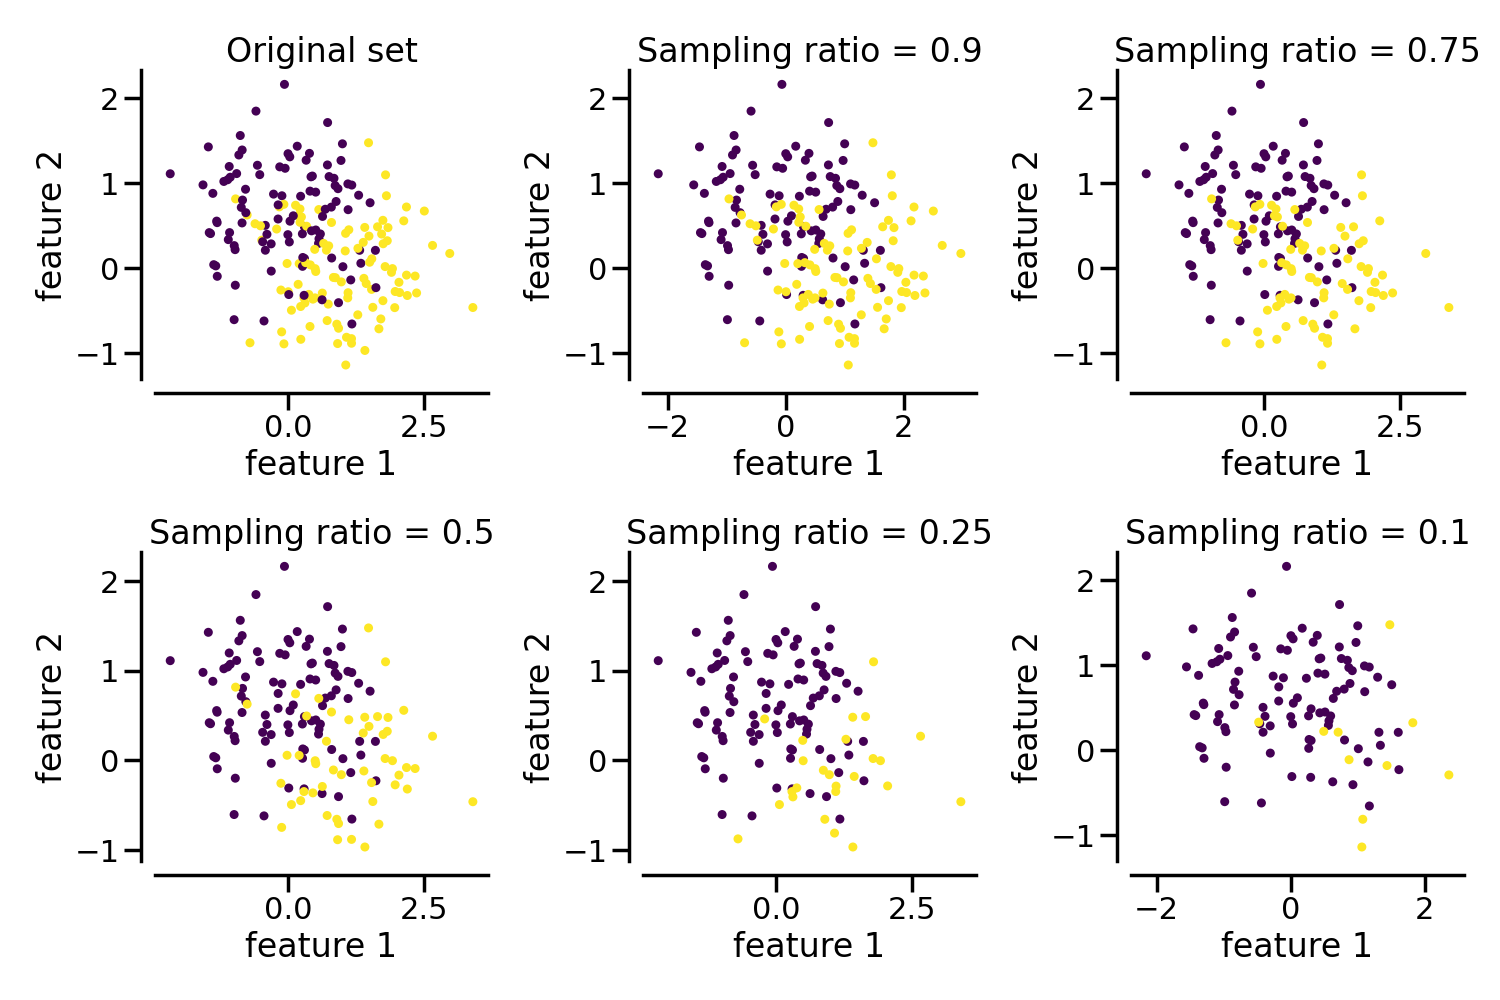 Original set
Sampling ratio = 0.9
Sampling ratio = 0.75
2
1
0
−1
feature 2
0.0
2.5
feature 1
2
1
0
−1
feature 2
−2
0
2
feature 1
2
1
0
−1
feature 2
0.0
2.5
feature 1
Sampling ratio = 0.5
Sampling ratio = 0.25
Sampling ratio = 0.1
2
1
0
−1
feature 2
0.0
2.5
feature 1
2
1
0
−1
feature 2
0.0
2.5
feature 1
2
1
0
−1
feature 2
−2
0
2
feature 1